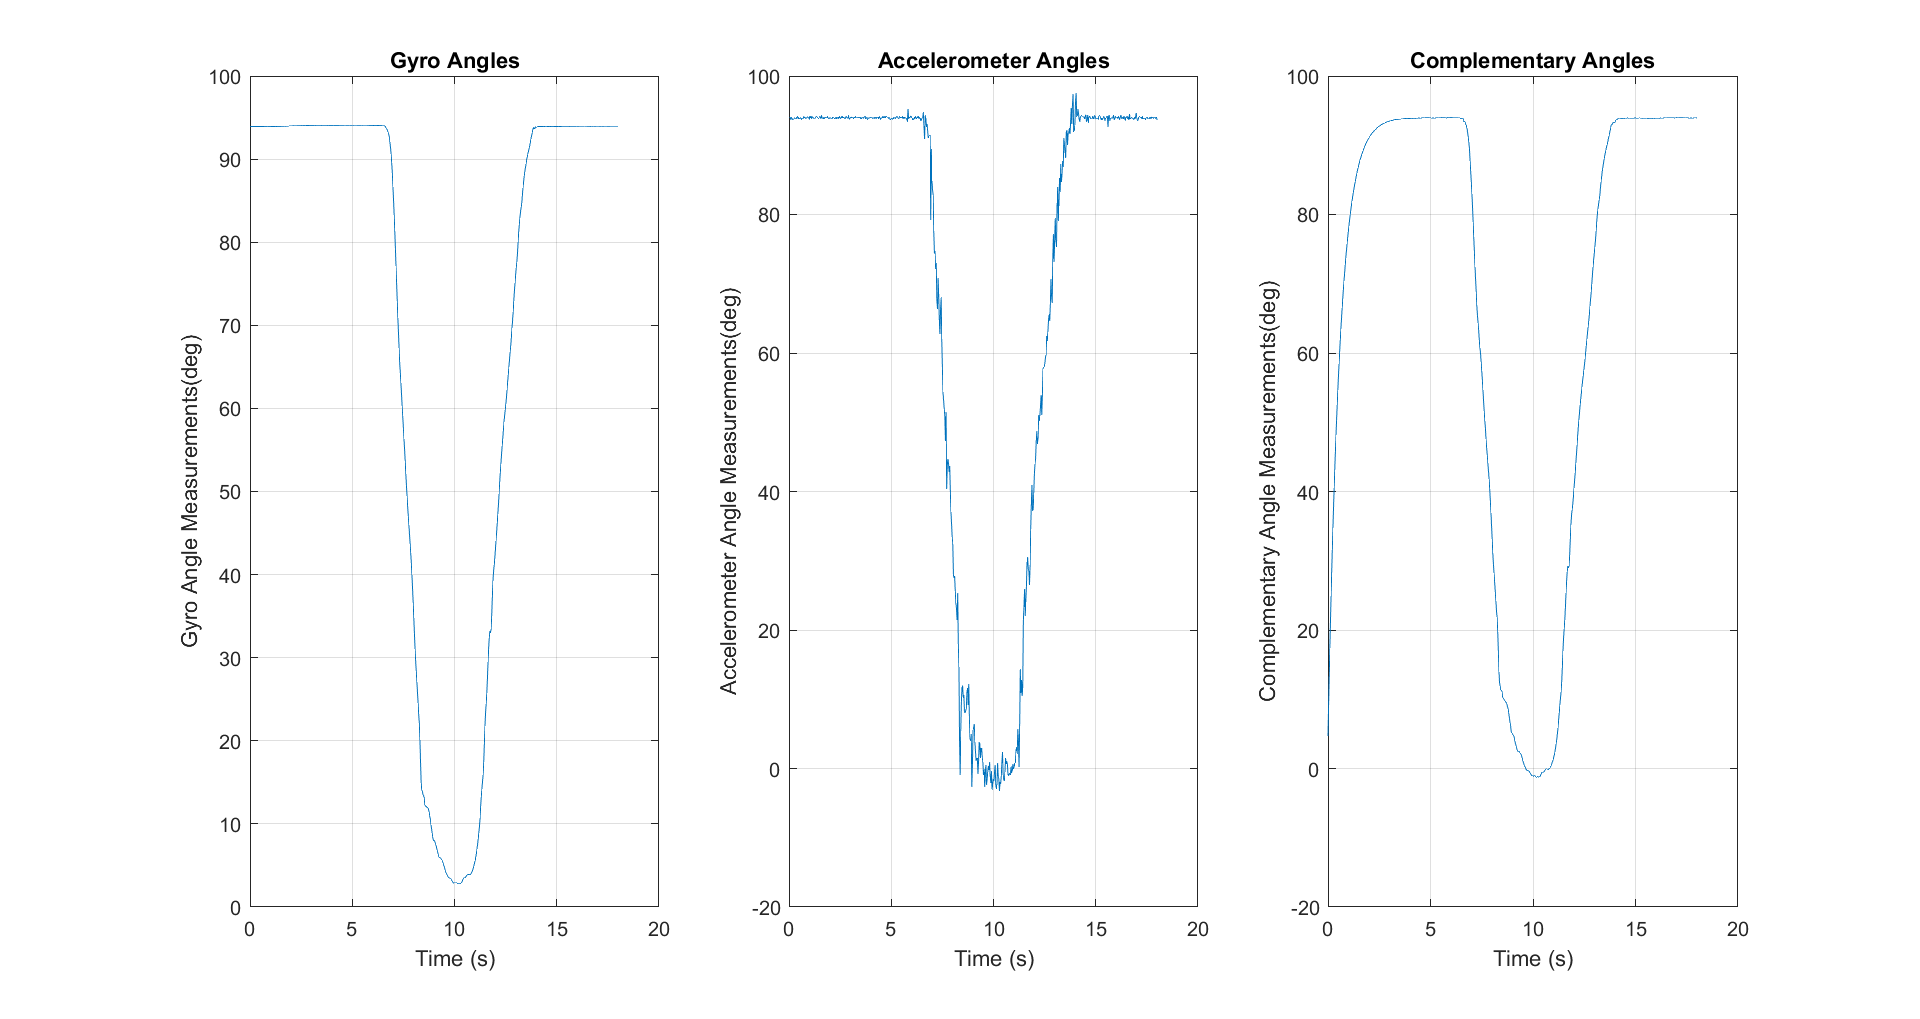 Gyro Angles
100
90
80
70
60
50
40
30
20
10
0
Gyro Angle Measurements(deg)
0 5 10 15 20
Time (s)
Accelerometer Angles
100
80
60
40
20
0
-20
Accelerometer Angle Measurements(deg)
0 5 10 15 20
Time (s)
Complementary Angles
100
80
60
40
20
0
-20
Complementary Angle Measurements(deg)
0 5 10 15 20
Time (s)